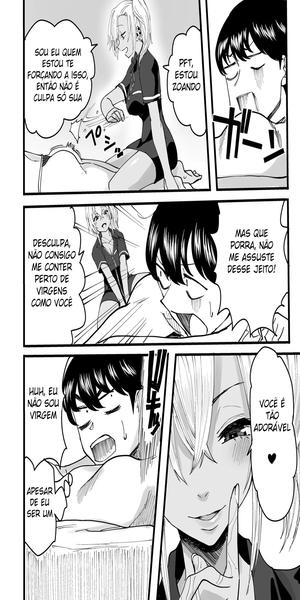 PFT,
ESTOU
ZOANDO
SOU EU QUEM
ESTOU TE
FORÇANDO A ISSO,
ENTÃO NÃO É
CULPA SÓ SUA
MAS QUE
PORRA, NÃO
ME ASSUSTE
DESSE JEITO!
DESCULPA,
NÃO CONSIGO
ME CONTER
PERTO DE
VIRGENS
COMO VOCÊ
VOCÊ É
TÃO
ADORÁVEL
♥
HUH, EU
NÃO SOU
VIRGEM
APESAR DE
DE EU
SER UM